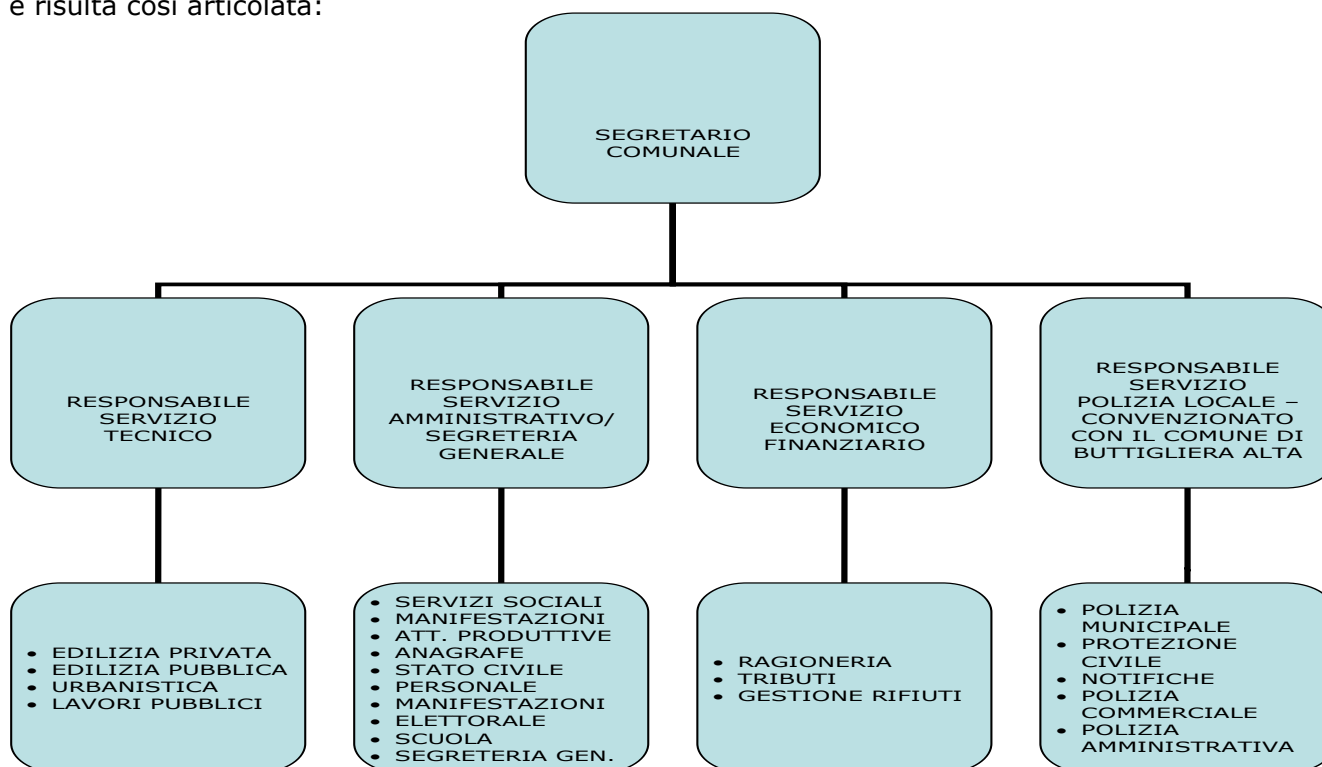 e risulta così articolata:
SEGRETARIO
COMUNALE
RESPONSABILE
SERVIZIO
TECNICO
RESPONSABILE
SERVIZIO
AMMINISTRATIVO/
SEGRETERIA
GENERALE
RESPONSABILE
SERVIZIO
ECONOMICO
FINANZIARIO
RESPONSABILE
SERVIZIO
POLIZIA LOCALE –
CONVENZIONATO
CON IL COMUNE DI
BUTTIGLIERA ALTA
• EDILIZIA PRIVATA
• EDILIZIA PUBBLICA
• URBANISTICA
• LAVORI PUBBLICI
• SERVIZI SOCIALI
• MANIFESTAZIONI
• ATT. PRODUTTIVE
• ANAGRAFE
• STATO CIVILE
• PERSONALE
• MANIFESTAZIONI
• ELETTORALE
• SCUOLA
• SEGRETERIA GEN.
• RAGIONERIA
• TRIBUTI
• GESTIONE RIFIUTI
• POLIZIA
MUNICIPALE
• PROTEZIONE
CIVILE
• NOTIFICHE
• POLIZIA
COMMERCIALE
• POLIZIA
AMMINISTRATIVA